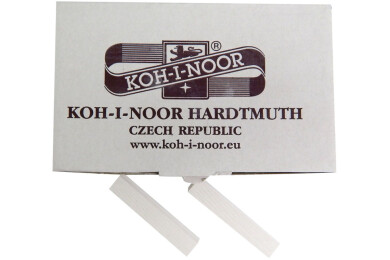 KOH-I-NOOR ®
KOH-I-NOOR HARDTMUTH
CZECH REPUBLIC
www.koh-i-noor.eu